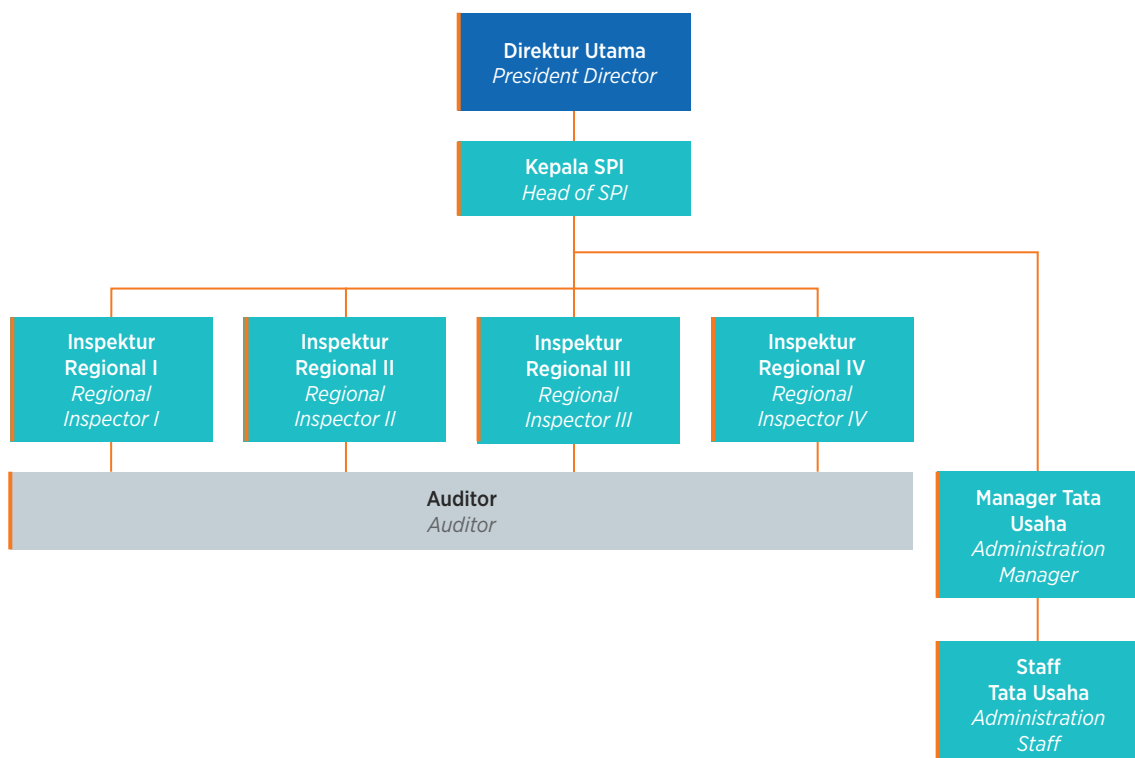 Direktur Utama
President Director
Kepala SPI
Head of SPI
Inspektur
Regional I
Regional
Inspector I
Inspektur
Regional II
Regional
Inspector II
Inspektur
Regional III
Regional
Inspector III
Inspektur
Regional IV
Regional
Inspector IV
Auditor
Auditor
Manager Tata
Usaha
Administration
Manager
Staff
Tata Usaha
Administration
Staff